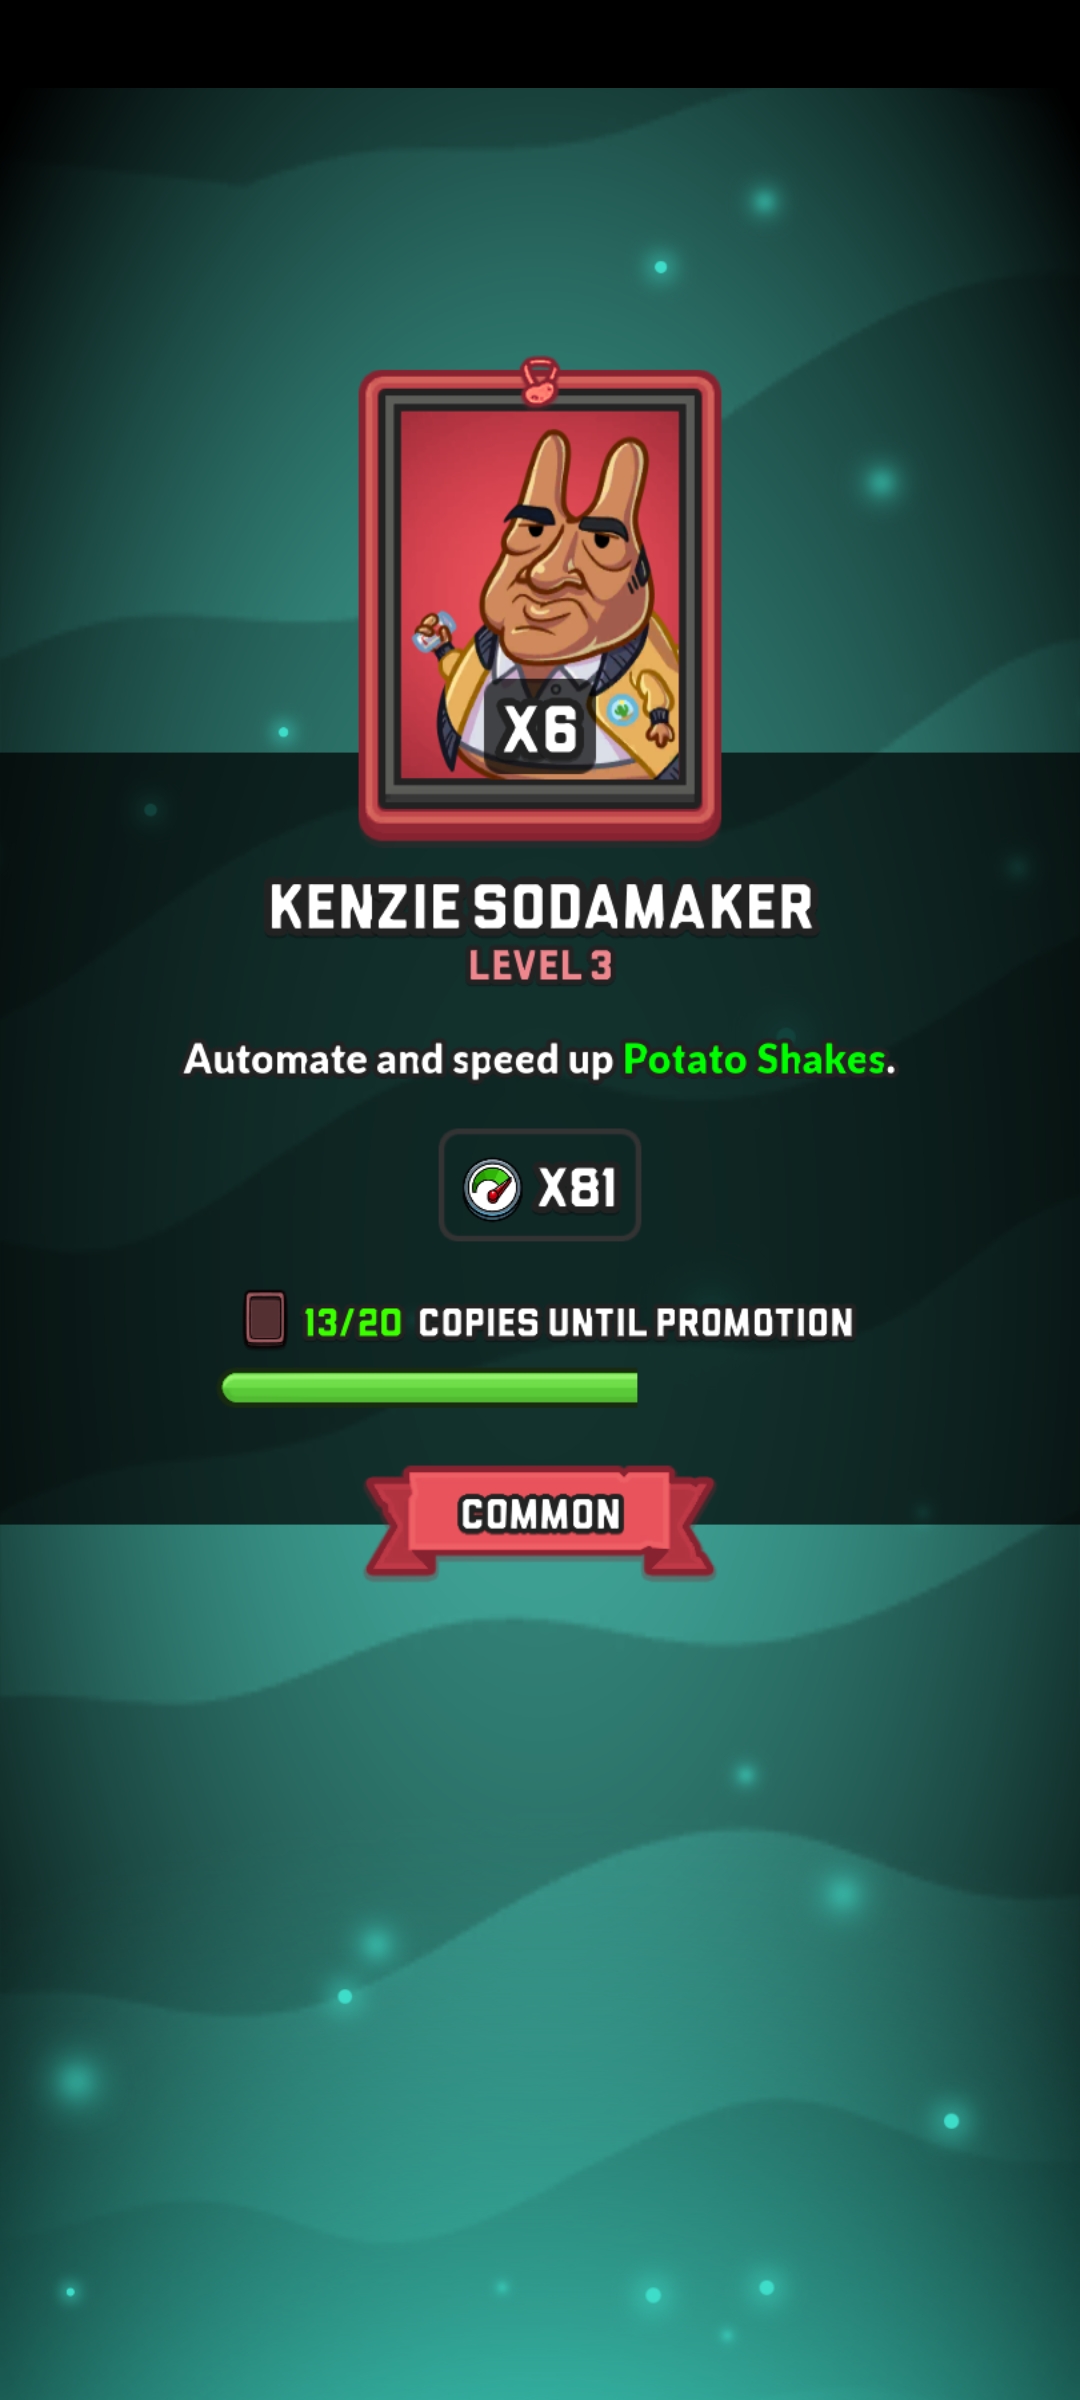 X6
KENZIE SODAMAKER
LEVEL 3
Automate and speed up Potato Shakes.
X81
13/20 COPIES UNTIL PROMOTION
COMMON